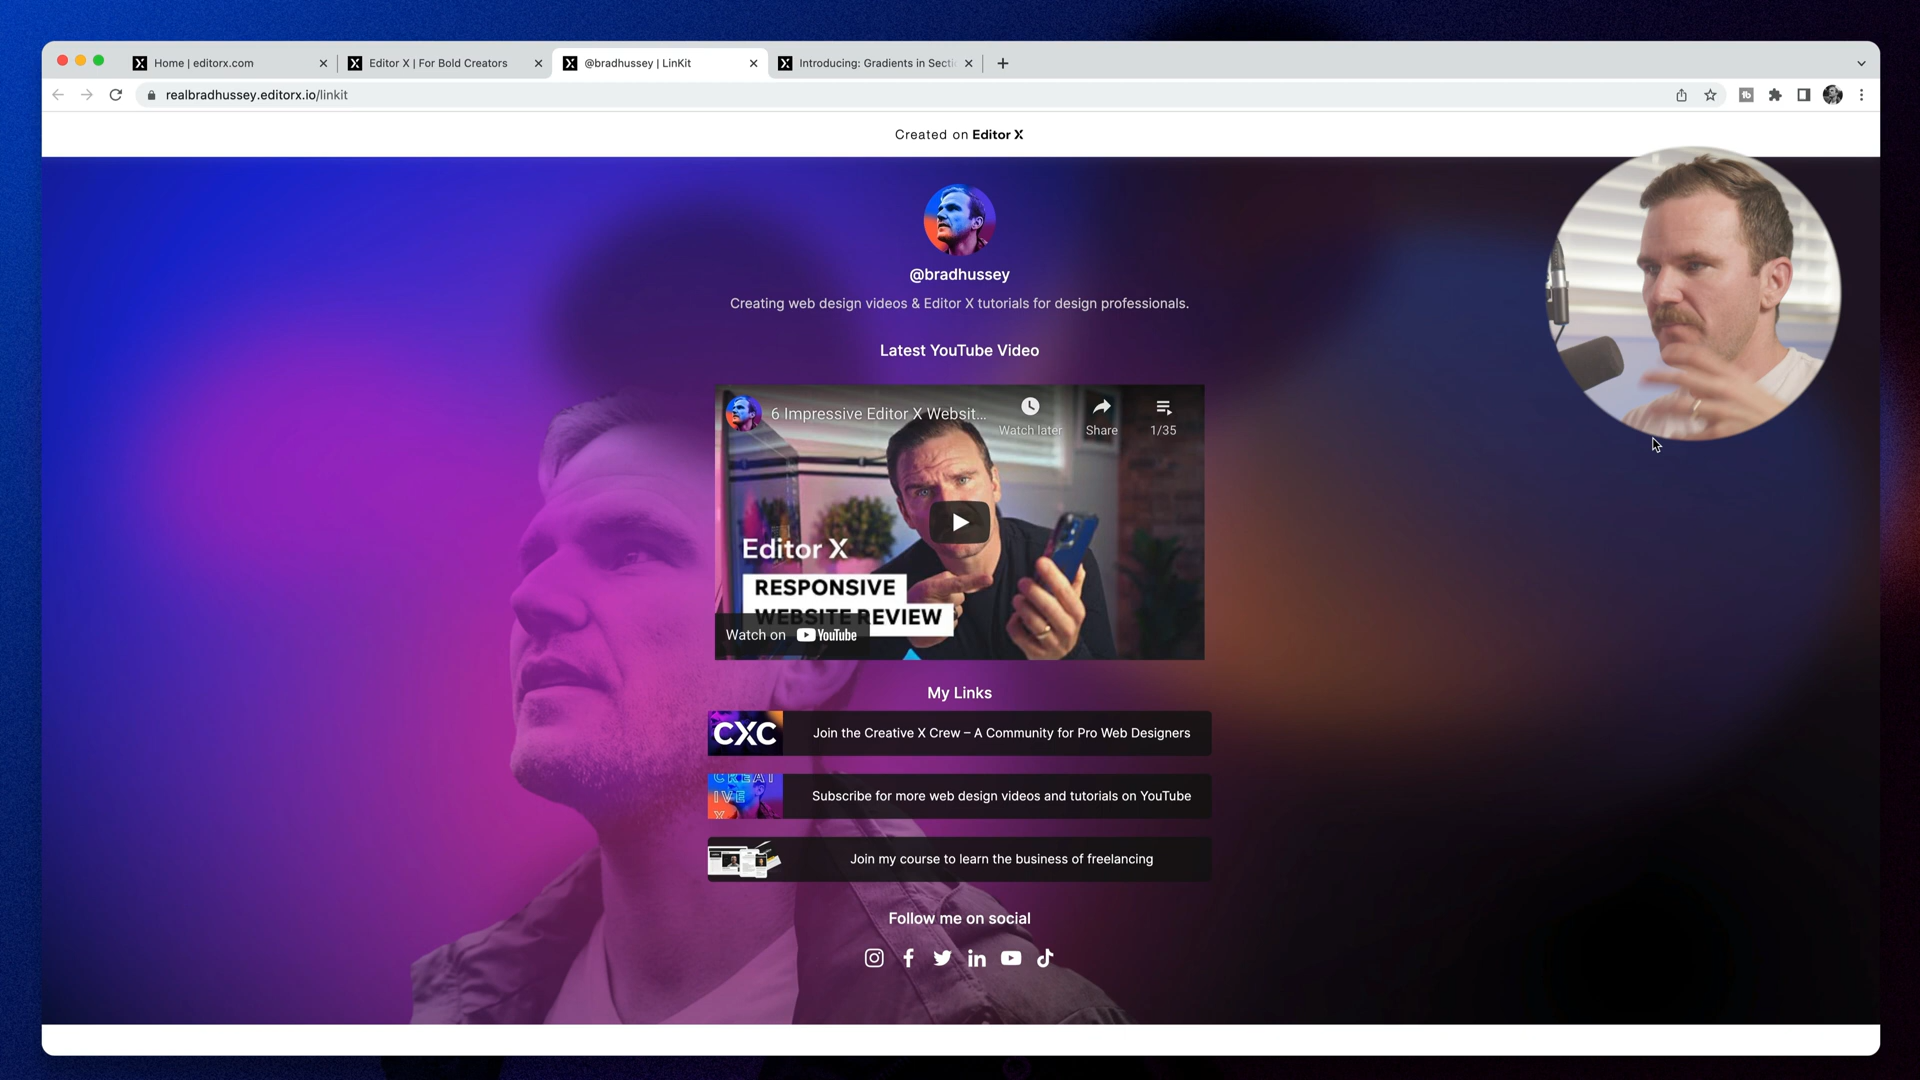 Home | editorx.com
Editor X | For Bold Creators
@bradhussey | LinKit
Introducing: Gradients in Secti
realbradhussey.editorx.io/linkit
Created on Editor X
@bradhussey
Creating web design videos & Editor X tutorials for design professionals.
Latest YouTube Video
6 Impressive Editor X Websit...
Watch later
Share
1/35
Editor X
RESPONSIVE
WEBSITE REVIEW
Watch on YouTube
My Links
CXC
Join the Creative X Crew – A Community for Pro Web Designers
CREAT
IVE
X
Subscribe for more web design videos and tutorials on YouTube
Join my course to learn the business of freelancing
Follow me on social